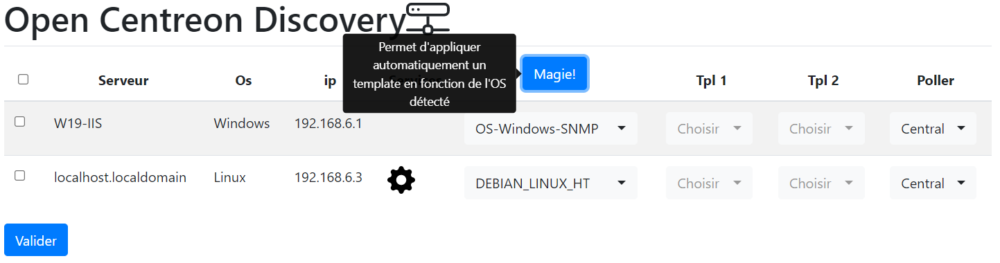 Open Centreon Discovery
Permet d'appliquer
automatiquement un
template en fonction de l'OS
détecté
Magie!
Serveur Os ip Tpl 1 Tpl 2 Poller
W19-IIS Windows 192.168.6.1 OS-Windows-SNMP Choisir Choisir Central
localhost.localdomain Linux 192.168.6.3 DEBIAN_LINUX_HT Choisir Choisir Central
Valider